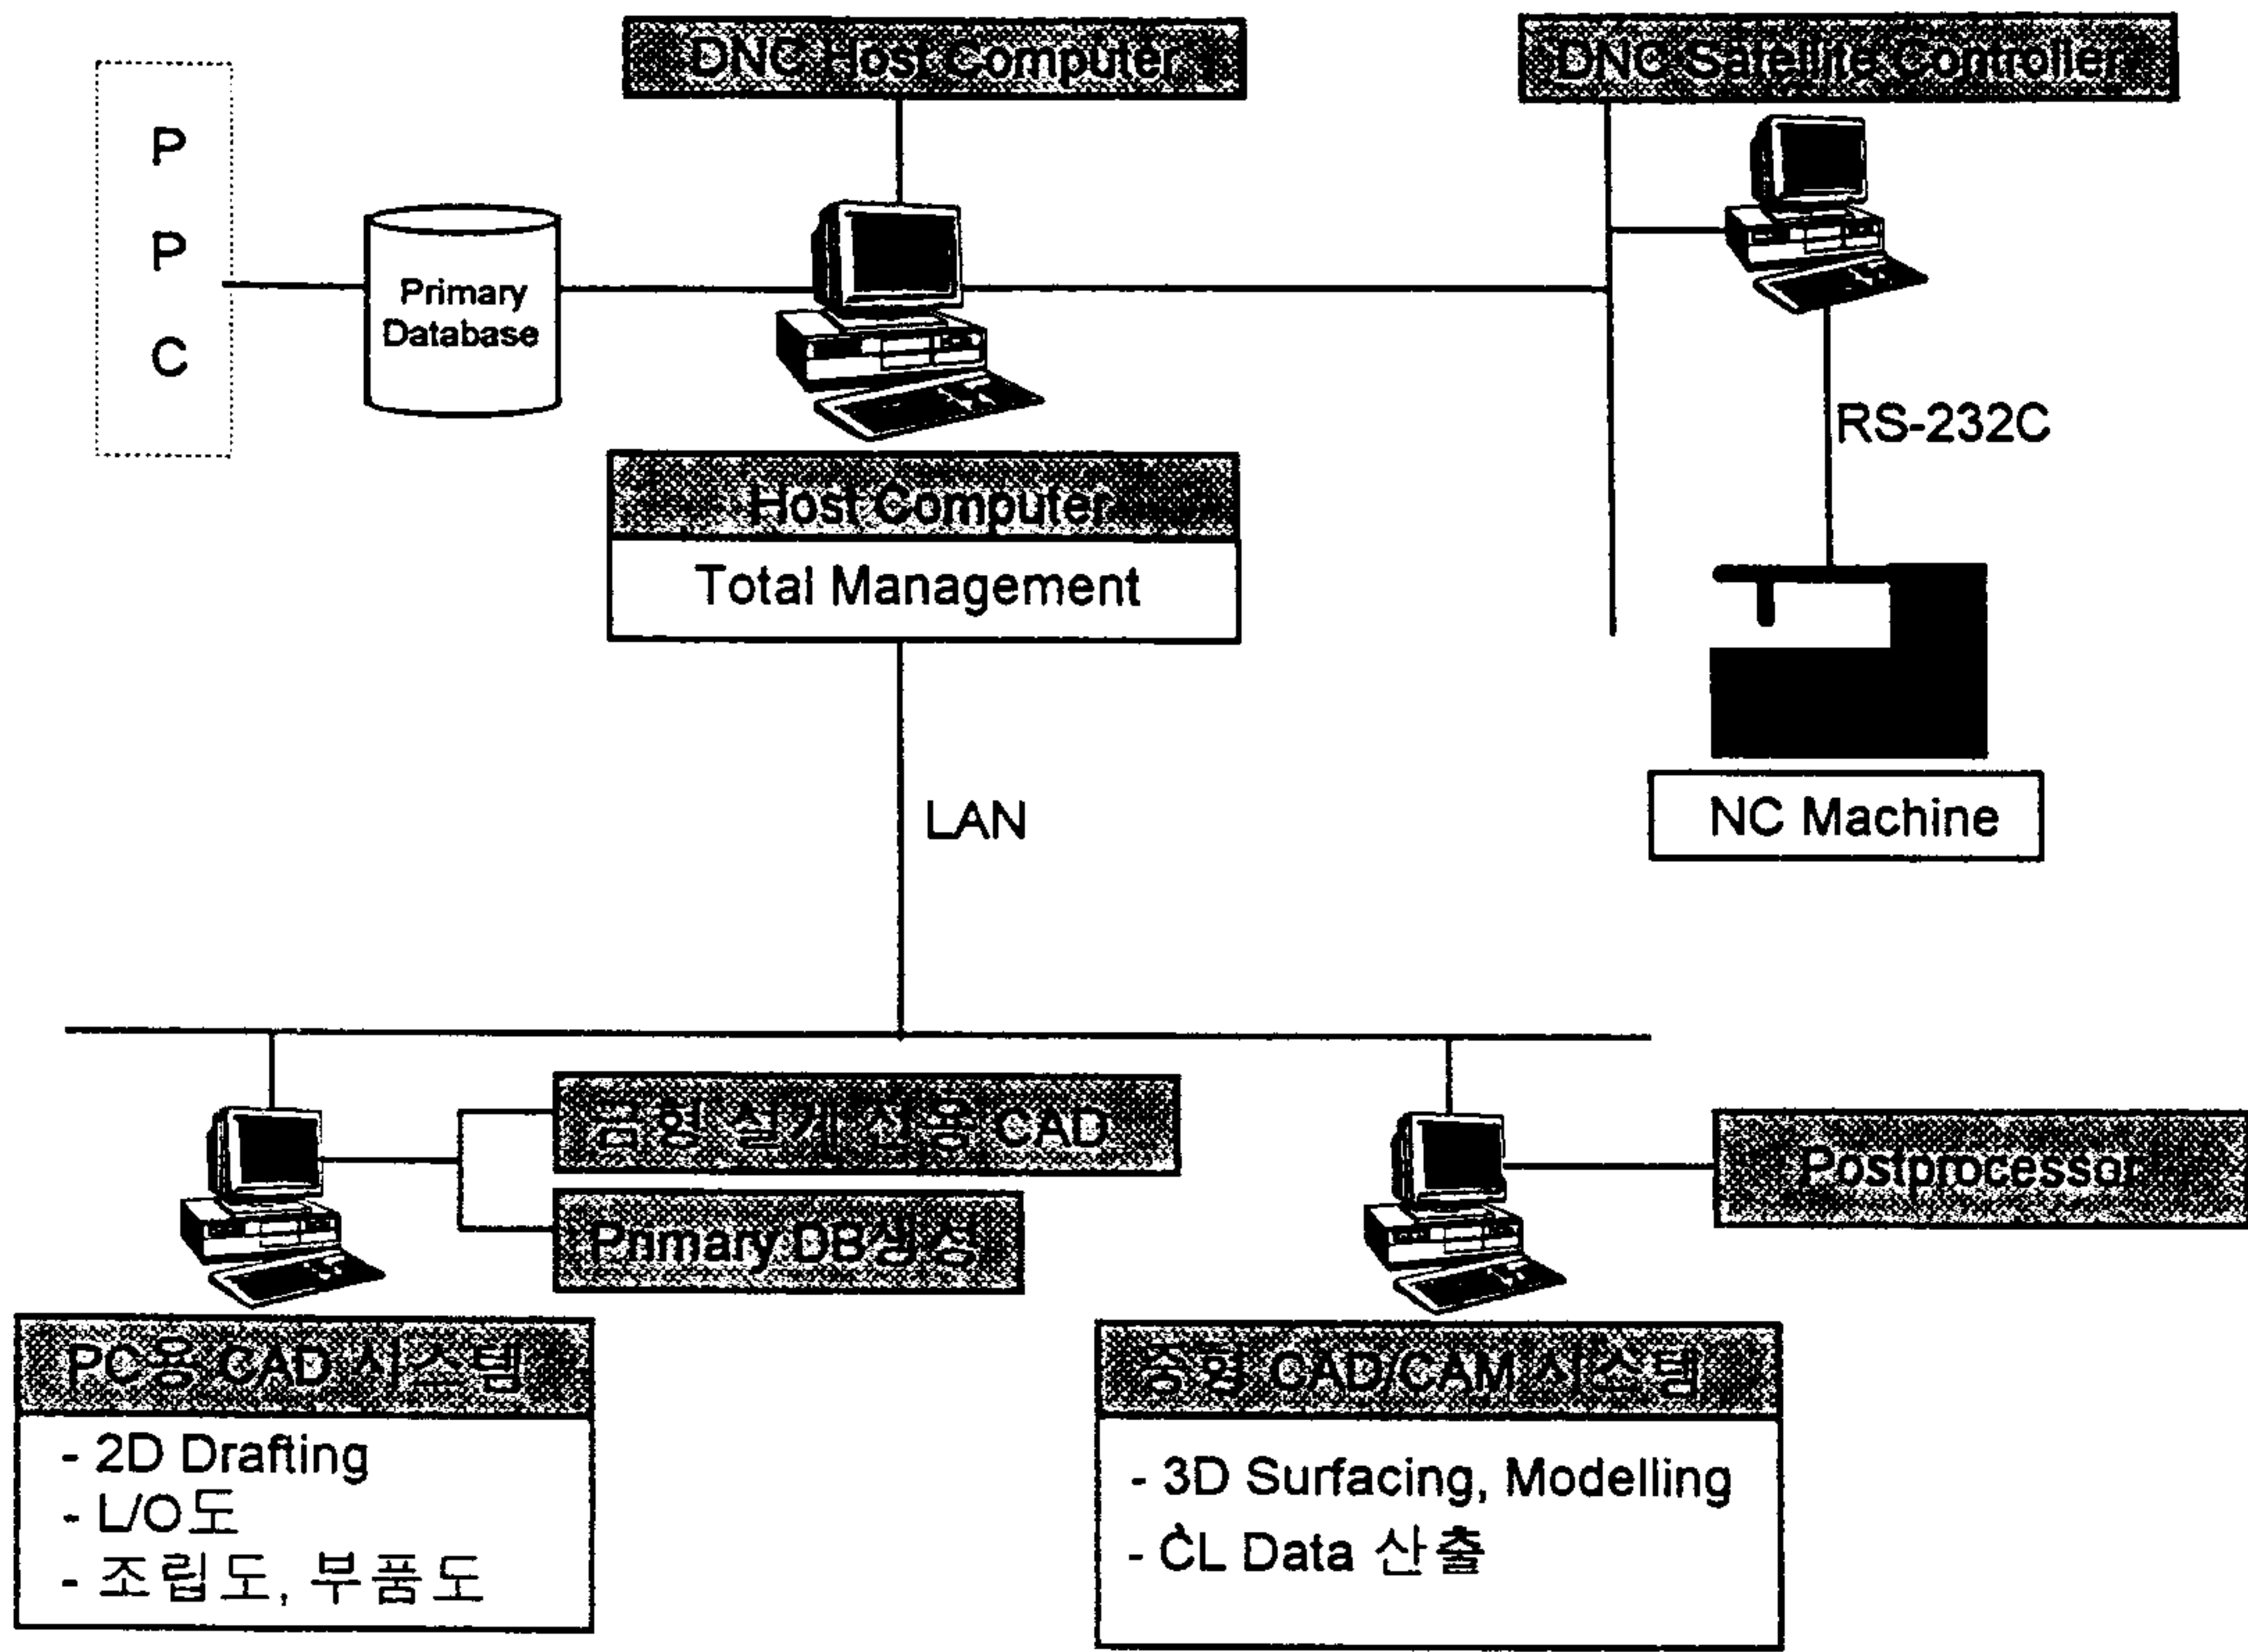 DNC Host Computer
DNC Satellite Controller
P
P
C
Primary
Database
RS-232C
Host Computer
Total Management
NC Machine
LAN
금형 설계 전용 CAD
Primary DB생성
Postprocessor
PC용 CAD 시스템
- 2D Drafting
- L/O도
- 조립도, 부품도
중형 CAD/CAM 시스템
- 3D Surfacing, Modelling
- CL Data 산출